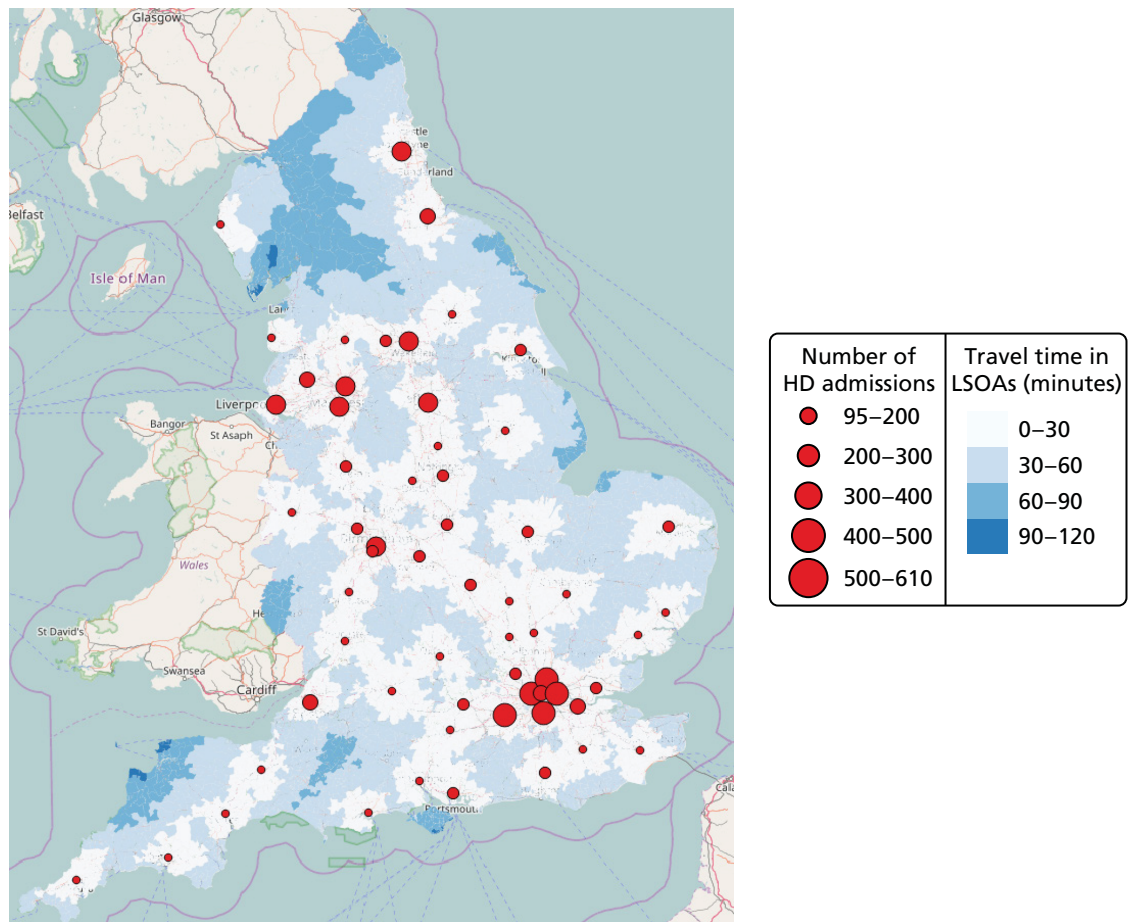 Glasgow
Belfast
Isle of Man
Bangor
St Asaph
Wales
St David's
Swansea
Cardiff
Number of
HD admissions
95–200
200–300
300–400
400–500
500–610
Travel time in
LSOAs (minutes)
0–30
30–60
60–90
90–120